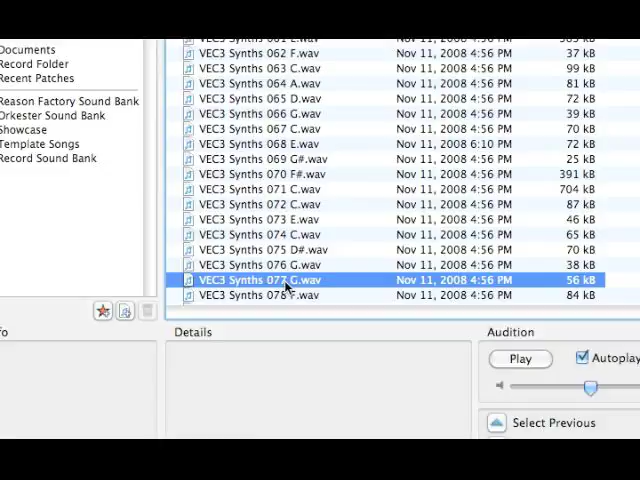 Documents
Record Folder
Recent Patches
Reason Factory Sound Bank
Orkester Sound Bank
Showcase
Template Songs
Record Sound Bank
VEC3 Synths 061 E.wav Nov 11, 2008 4:56 PM
VEC3 Synths 062 F.wav Nov 11, 2008 4:56 PM 37 kB
VEC3 Synths 063 C.wav Nov 11, 2008 4:56 PM 99 kB
VEC3 Synths 064 A.wav Nov 11, 2008 4:56 PM 81 kB
VEC3 Synths 065 D.wav Nov 11, 2008 4:56 PM 72 kB
VEC3 Synths 066 G.wav Nov 11, 2008 4:56 PM 39 kB
VEC3 Synths 067 C.wav Nov 11, 2008 4:56 PM 70 kB
VEC3 Synths 068 E.wav Nov 11, 2008 6:10 PM 72 kB
VEC3 Synths 069 G#.wav Nov 11, 2008 4:56 PM 25 kB
VEC3 Synths 070 F#.wav Nov 11, 2008 4:56 PM 391 kB
VEC3 Synths 071 C.wav Nov 11, 2008 4:56 PM 704 kB
VEC3 Synths 072 C.wav Nov 11, 2008 4:56 PM 87 kB
VEC3 Synths 073 E.wav Nov 11, 2008 4:56 PM 46 kB
VEC3 Synths 074 C.wav Nov 11, 2008 4:56 PM 65 kB
VEC3 Synths 075 D#.wav Nov 11, 2008 4:56 PM 70 kB
VEC3 Synths 076 G.wav Nov 11, 2008 4:56 PM 38 kB
VEC3 Synths 077 G.wav Nov 11, 2008 4:56 PM 56 kB
VEC3 Synths 078 F.wav Nov 11, 2008 4:56 PM 84 kB
fo
Details
Audition
Play
Autoplay
Select Previous